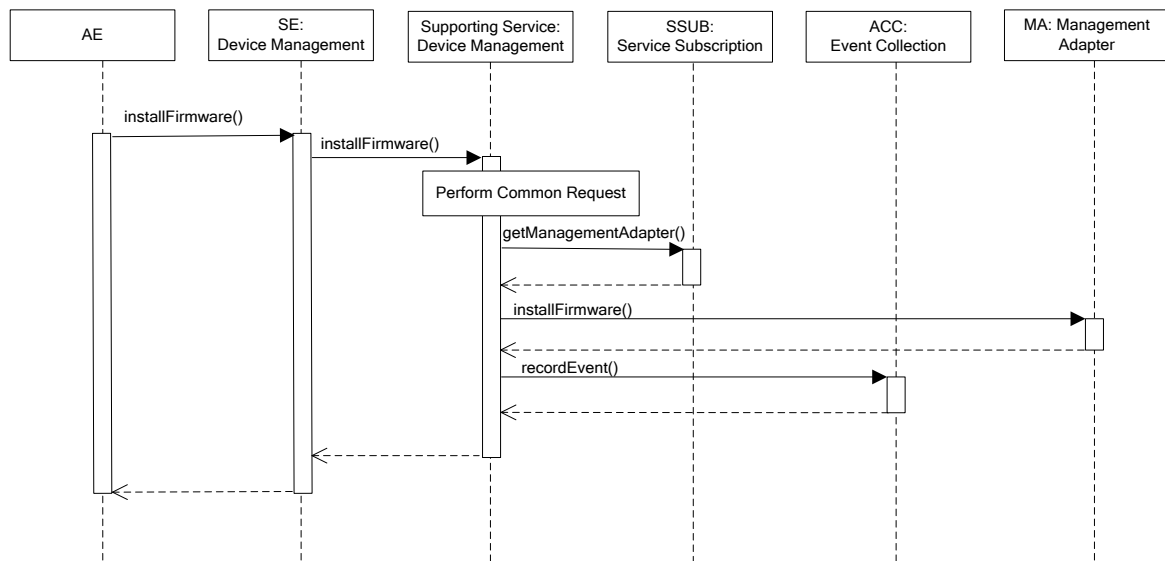 AE
SE:
Device Management
Supporting Service:
Device Management
SSUB:
Service Subscription
ACC:
Event Collection
MA: Management
Adapter
installFirmware()
installFirmware()
Perform Common Request
getManagementAdapter()
installFirmware()
recordEvent()